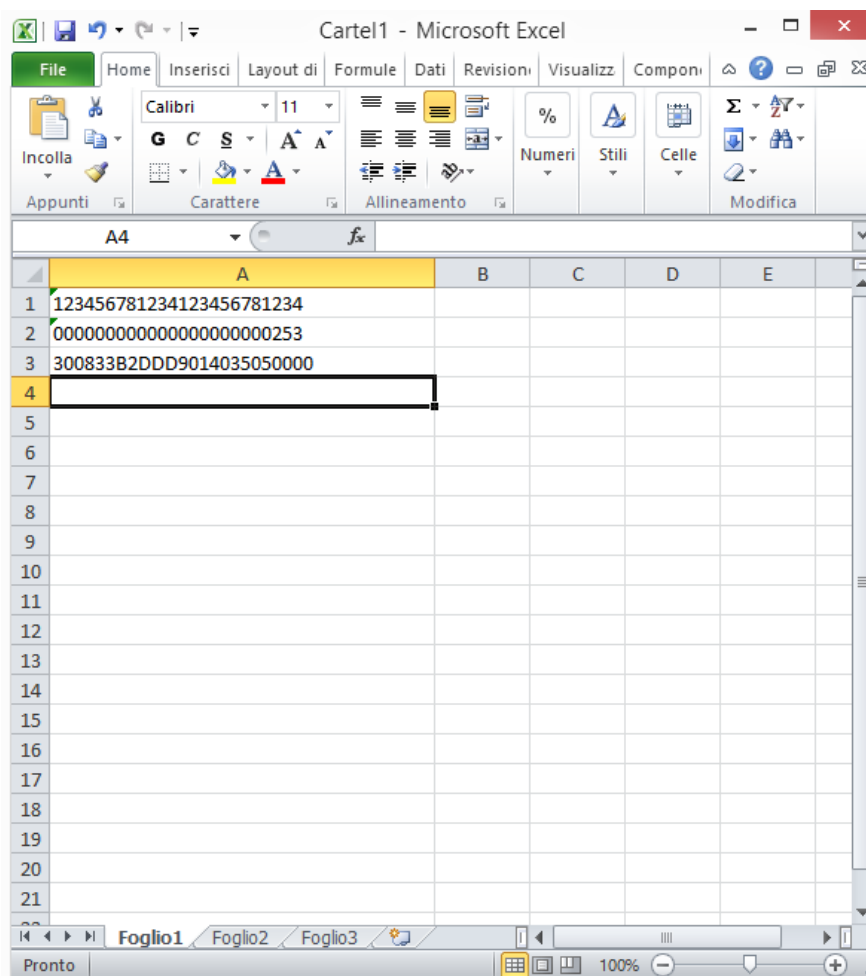 Cartel1 - Microsoft Excel
File Home Inserisci Layout di Formule Dati Revision Visualizz Compon
Incolla
Calibri 11
G C S A A
% Numeri
Stili
Celle
Σ
Appunti Carattere Allineamento Modifica
A4 fx
A B C D E
1 123456781234123456781234
2 000000000000000000000253
3 300833B2DDD9014035050000
4
5
6
7
8
9
10
11
12
13
14
15
16
17
18
19
20
21
Foglio1 Foglio2 Foglio3
Pronto 100%